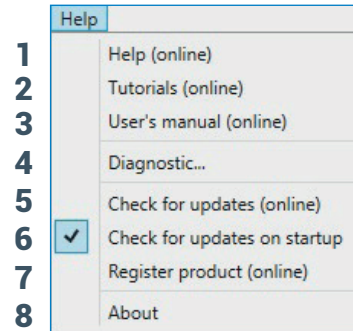 Help
1 Help (online)
2 Tutorials (online)
3 User's manual (online)
4 Diagnostic...
5 Check for updates (online)
6 Check for updates on startup
7 Register product (online)
8 About